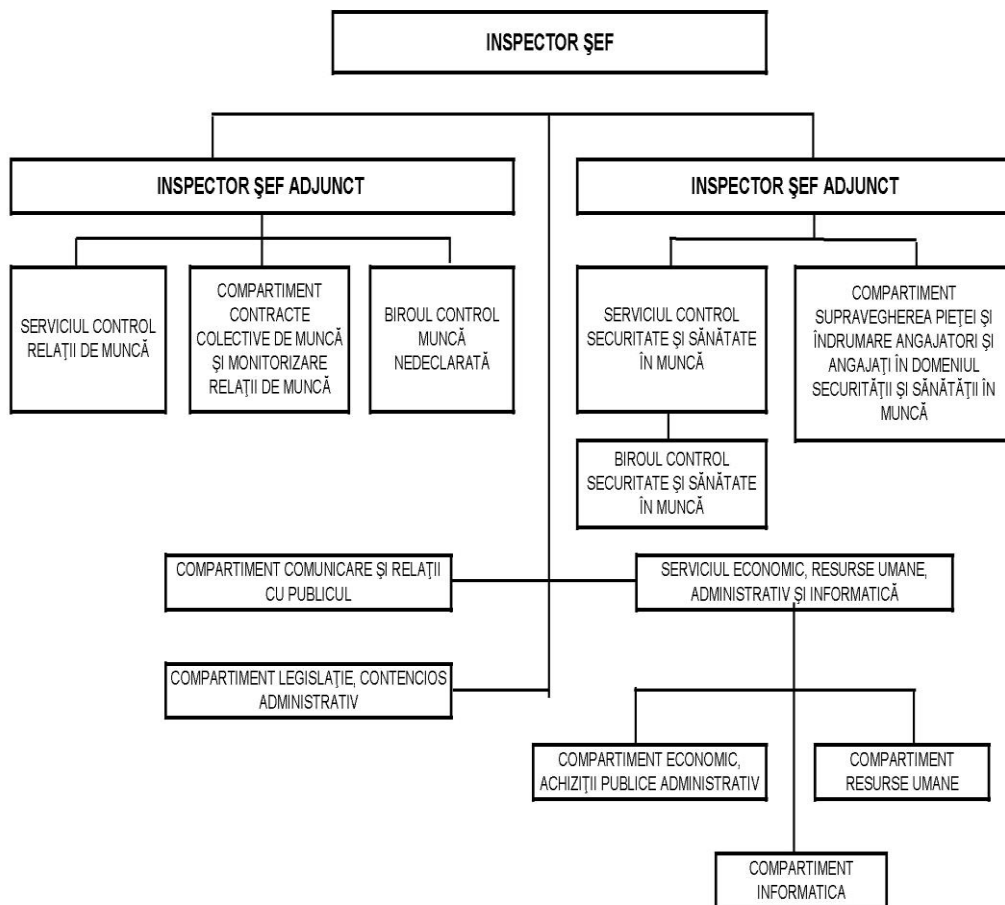 INSPECTOR ŞEF
INSPECTOR ŞEF ADJUNCT
INSPECTOR ŞEF ADJUNCT
SERVICIUL CONTROL
RELAŢII DE MUNCĂ
COMPARTIMENT
CONTRACTE
COLECTIVE DE MUNCĂ
ŞI MONITORIZARE
RELAŢII DE MUNCĂ
BIROUL CONTROL
MUNCĂ
NEDECLARATĂ
SERVICIUL CONTROL
SECURITATE ŞI SĂNĂTATE
ÎN MUNCĂ
COMPARTIMENT
SUPRAVEGHEREA PIEŢEI ŞI
ÎNDRUMARE ANGAJATORI ŞI
ANGAJAŢI ÎN DOMENIUL
SECURITĂŢII ŞI SĂNĂTĂŢII ÎN
MUNCĂ
BIROUL CONTROL
SECURITATE ŞI SĂNĂTATE
ÎN MUNCĂ
COMPARTIMENT COMUNICARE ŞI RELAŢII
CU PUBLICUL
SERVICIUL ECONOMIC, RESURSE UMANE,
ADMINISTRATIV ŞI INFORMATICĂ
COMPARTIMENT LEGISLAŢIE, CONTENCIOS
ADMINISTRATIV
COMPARTIMENT ECONOMIC,
ACHIZIŢII PUBLICE ADMINISTRATIV
COMPARTIMENT
RESURSE UMANE
COMPARTIMENT
INFORMATICA